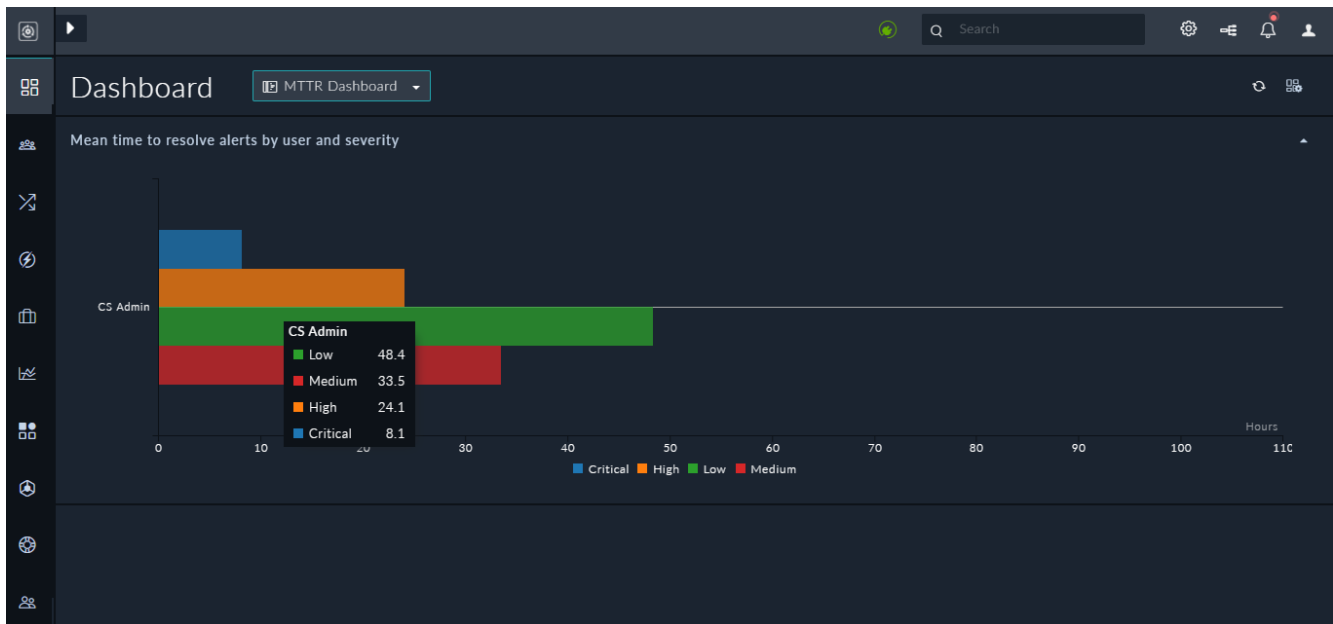 Search
Dashboard
MTTR Dashboard
Mean time to resolve alerts by user and severity
CS Admin
CS Admin
Low 48.4
Medium 33.5
High 24.1
Critical 8.1
Hours
0 10 20 30 40 50 60 70 80 90 100 110
Critical High Low Medium